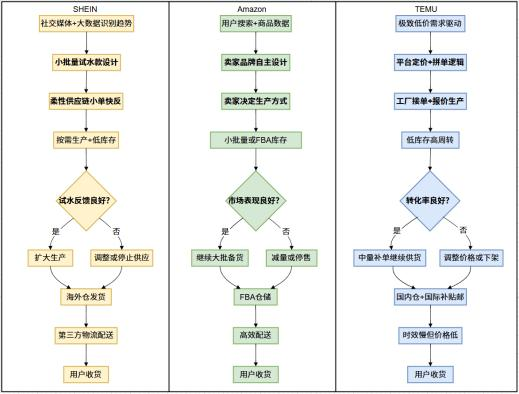 SHEIN
社交媒体+大数据识别趋势
小批量试水款设计
柔性供应链小单快反
按需生产+低库存
试水反馈良好?
是
否
扩大生产
调整或停止供应
海外仓发货
第三方物流配送
用户收货
Amazon
用户搜索+商品数据
卖家品牌自主设计
卖家决定生产方式
小批量或FBA库存
市场表现良好?
是
否
继续大批备货
减量或停售
FBA仓储
高效配送
用户收货
TEMU
极致低价需求驱动
平台定价+拼单逻辑
工厂接单+报价生产
低库存高周转
转化率良好?
是
否
中量补单继续供货
调整价格或下架
国内仓+国际补贴邮
时效慢但价格低
用户收货